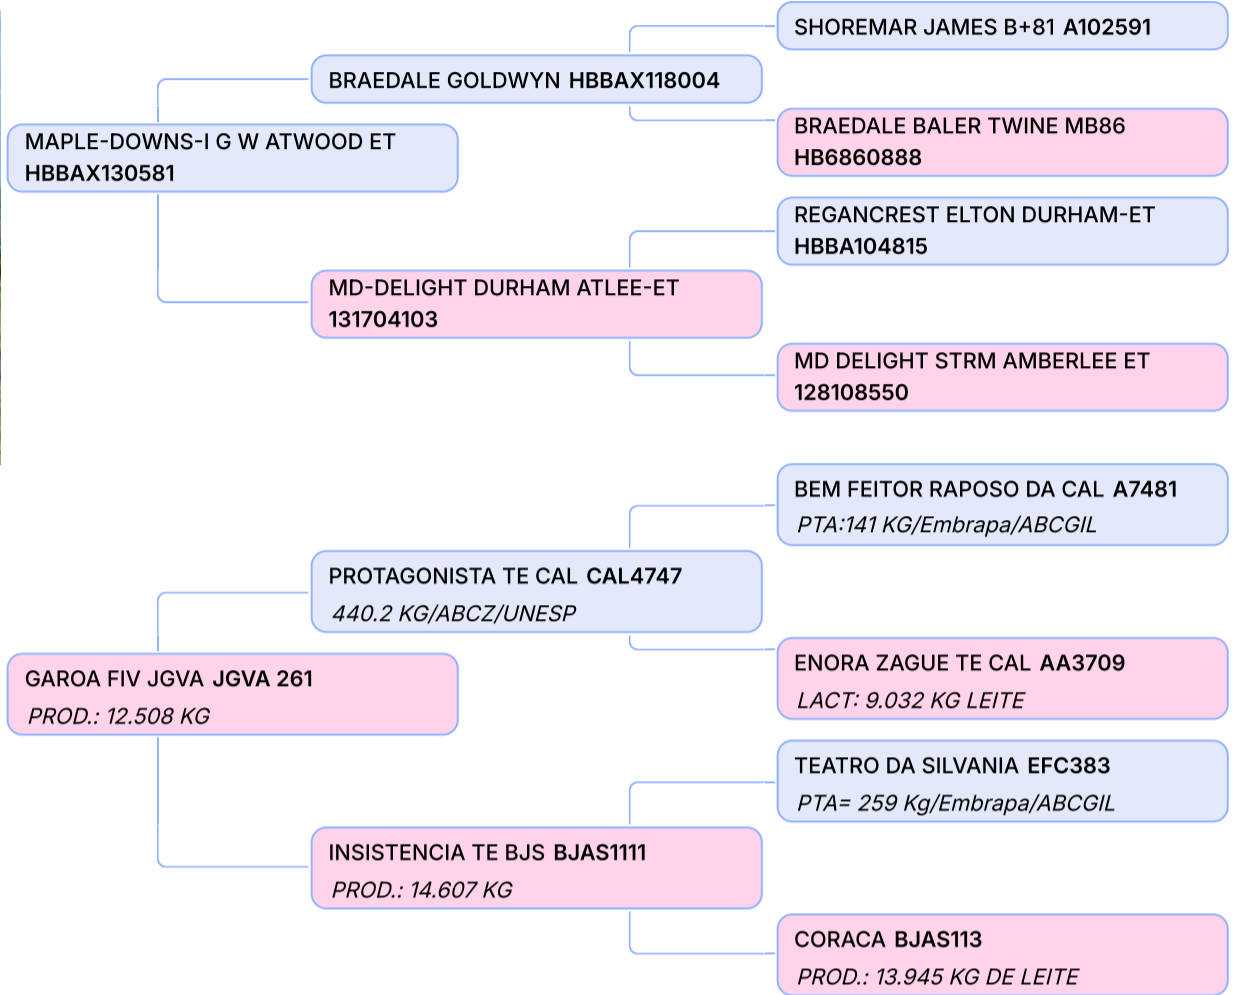 SHOREMAR JAMES B+81 A102591
BRAEDALE GOLDWYN HBBAX118004
BRAEDALE BALER TWINE MB86
HB6860888
MAPLE-DOWNS-I G W ATWOOD ET
HBBAX130581
REGANCREST ELTON DURHAM-ET
HBBA104815
MD-DELIGHT DURHAM ATLEE-ET
131704103
MD DELIGHT STRM AMBERLEE ET
128108550
BEM FEITOR RAPOSO DA CAL A7481
PTA:141 KG/Embrapa/ABCGIL
PROTAGONISTA TE CAL CAL4747
440.2 KG/ABCZ/UNESP
ENORA ZAGUE TE CAL AA3709
LACT: 9.032 KG LEITE
GAROA FIV JGVA JGVA 261
PROD.: 12.508 KG
TEATRO DA SILVANIA EFC383
PTA= 259 Kg/Embrapa/ABCGIL
INSISTENCIA TE BJS BJAS1111
PROD.: 14.607 KG
CORACA BJAS113
PROD.: 13.945 KG DE LEITE